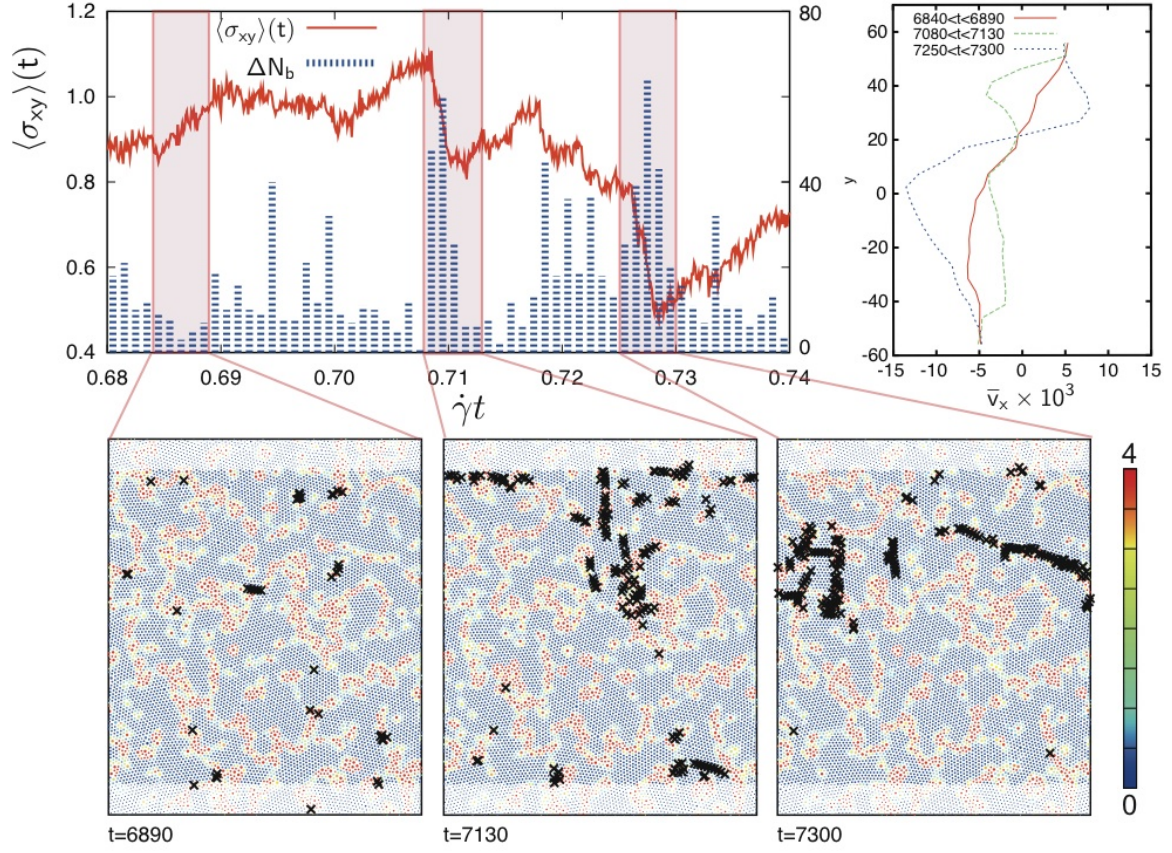 1.2
1.0
0.8
0.6
0.4
⟨σxy⟩(t)
⟨σxy⟩(t)
ΔNb
80
40
0
0.68
0.69
0.70
0.71
0.72
0.73
0.74
γ̇t
60
40
20
0
-20
-40
-60
y
6840<t<6890
7080<t<7130
7250<t<7300
-15
-10
-5
0
5
10
15
v̅x × 10³
4
0
t=6890
t=7130
t=7300